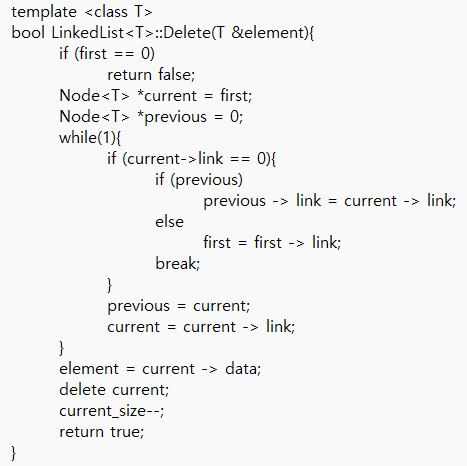 template <class T>
bool LinkedList<T>::Delete(T &element){
if (first == 0)
return false;
Node<T> *current = first;
Node<T> *previous = 0;
while(1){
if (current->link == 0){
if (previous)
previous -> link = current -> link;
else
first = first -> link;
break;
}
previous = current;
current = current -> link;
}
element = current -> data;
delete current;
current_size--;
return true;
}